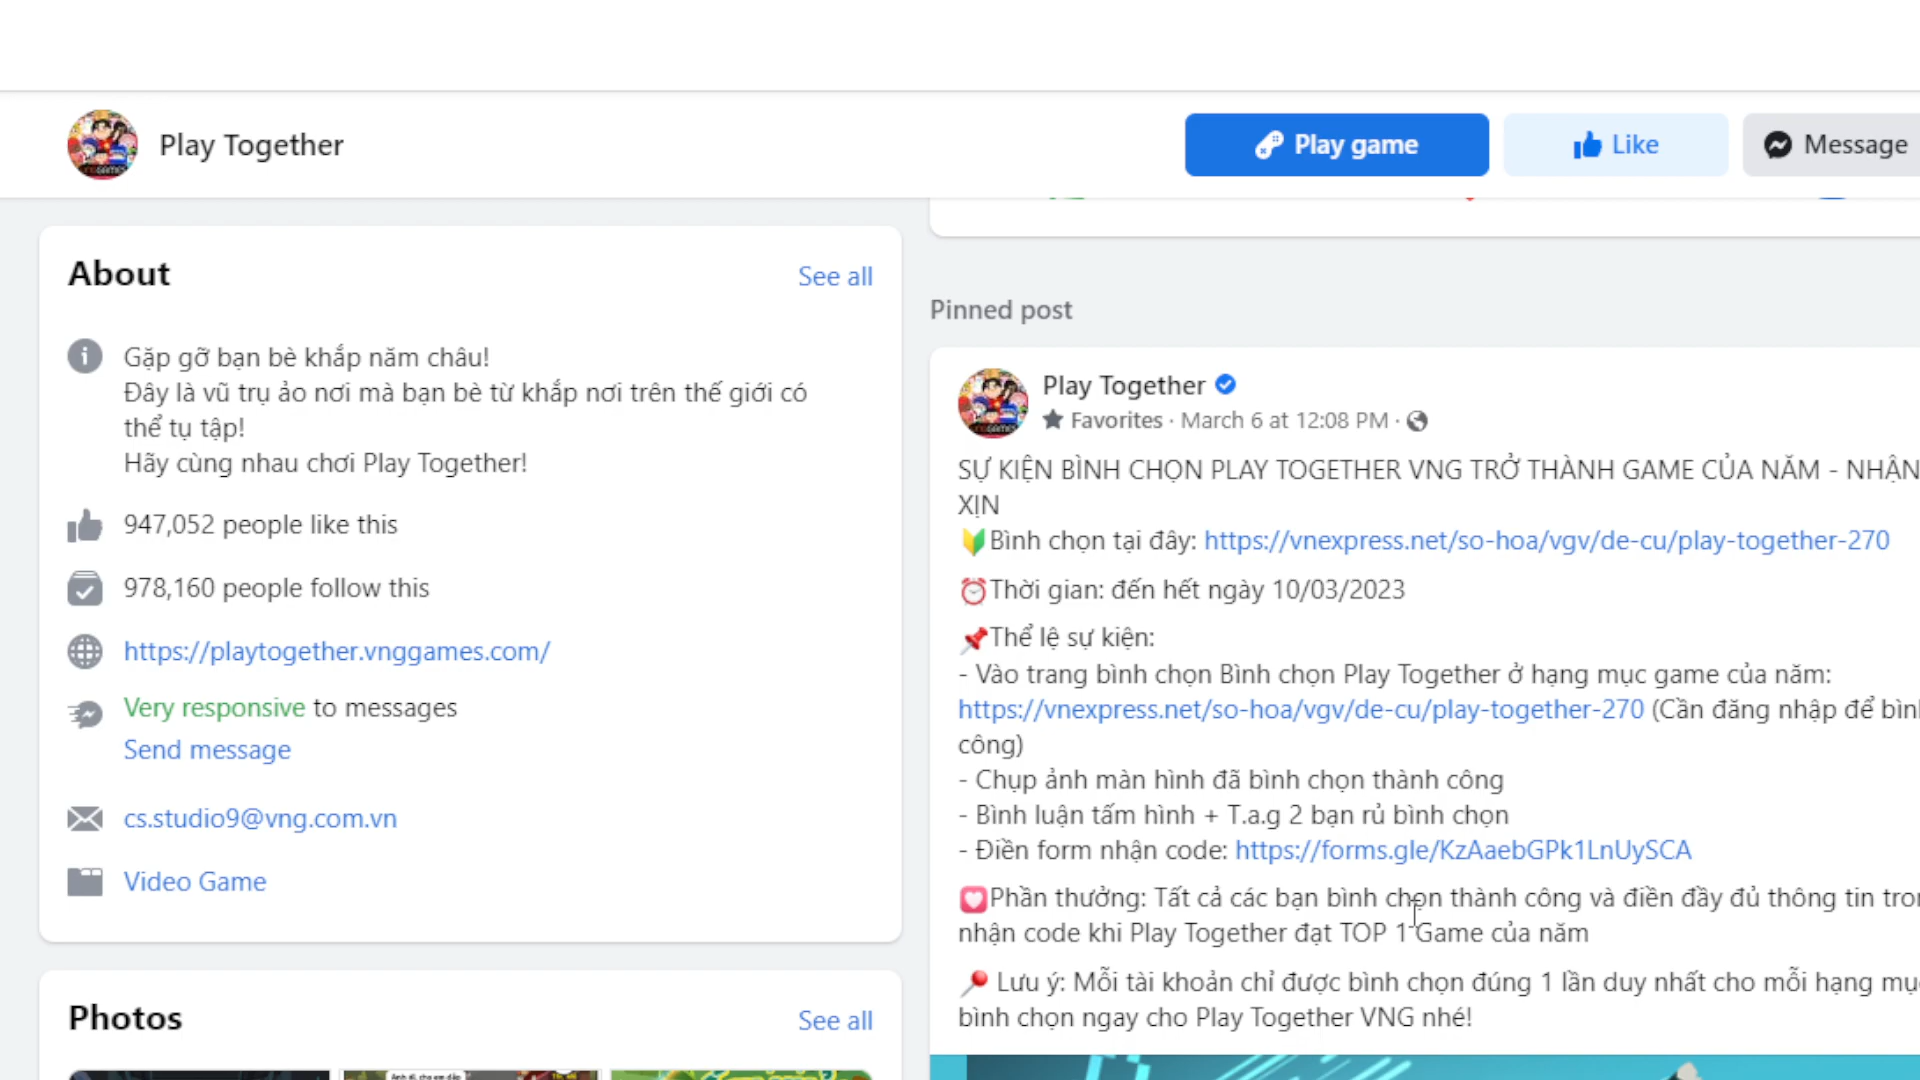 Play Together
Play game
Like
Message
About
See all
Gặp gỡ bạn bè khắp năm châu!
Đây là vũ trụ ảo nơi mà bạn bè từ khắp nơi trên thế giới có
thể tụ tập!
Hãy cùng nhau chơi Play Together!
947,052 people like this
978,160 people follow this
https://playtogether.vnggames.com/
Very responsive to messages
Send message
cs.studio9@vng.com.vn
Video Game
Photos
See all
Pinned post
Play Together
Favorites · March 6 at 12:08 PM ·
SỰ KIỆN BÌNH CHỌN PLAY TOGETHER VNG TRỞ THÀNH GAME CỦA NĂM - NHẬN
XỊN
Bình chọn tại đây: https://vnexpress.net/so-hoa/vgv/de-cu/play-together-270
Thời gian: đến hết ngày 10/03/2023
Thể lệ sự kiện:
- Vào trang bình chọn Bình chọn Play Together ở hạng mục game của năm:
https://vnexpress.net/so-hoa/vgv/de-cu/play-together-270 (Cần đăng nhập để
công)
- Chụp ảnh màn hình đã bình chọn thành công
- Bình luận tấm hình + T.a.g 2 bạn rủ bình chọn
- Điền form nhận code: https://forms.gle/KzAaebGPk1LnUySCA
Phần thưởng: Tất cả các bạn bình chọn thành công và điền đầy đủ thông tin
nhận code khi Play Together đạt TOP 1 Game của năm
Lưu ý: Mỗi tài khoản chỉ được bình chọn đúng 1 lần duy nhất cho mỗi hạng
bình chọn ngay cho Play Together VNG nhé!